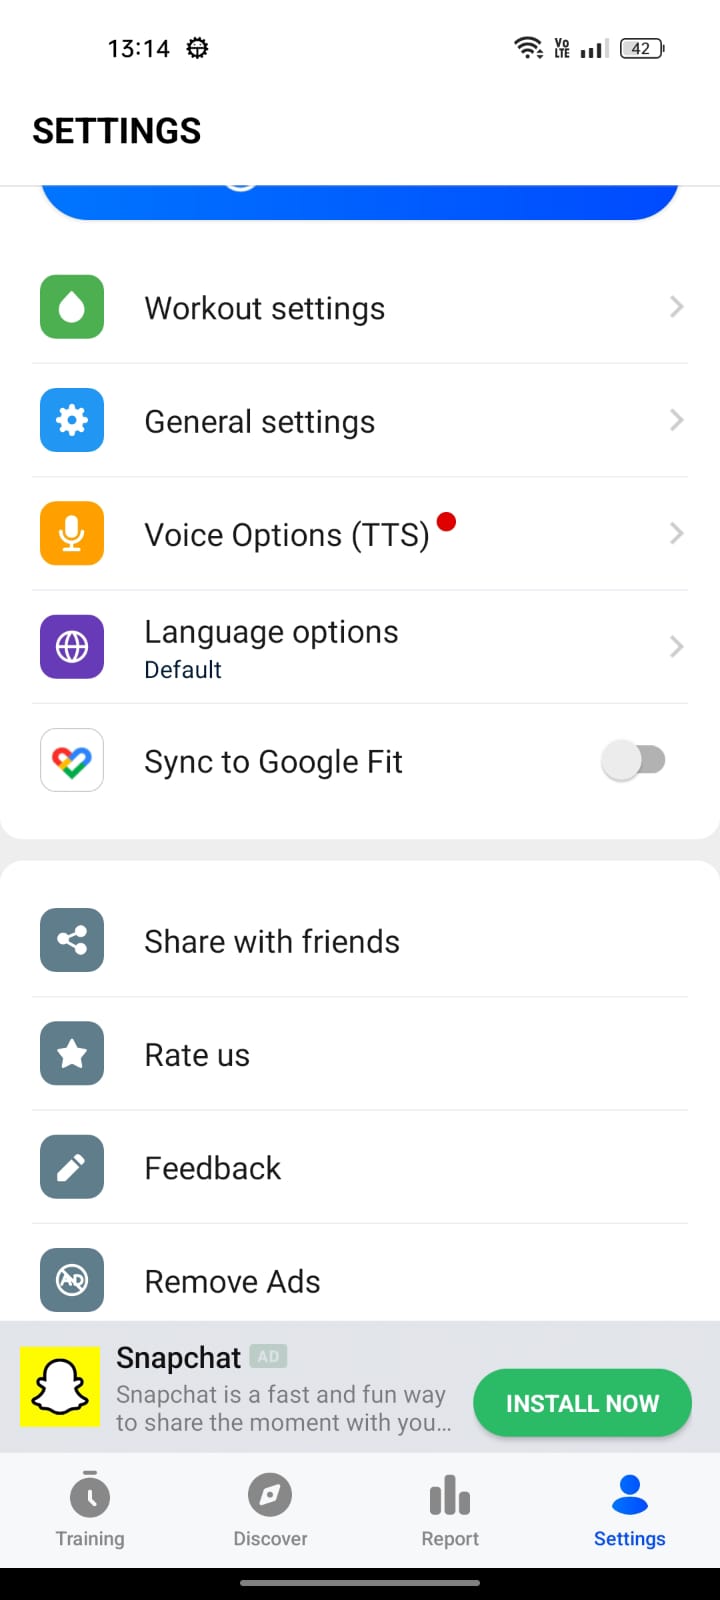 13:14
Vo
LTE
42
SETTINGS
Workout settings
General settings
Voice Options (TTS)
Language options
Default
Sync to Google Fit
Share with friends
Rate us
Feedback
AD
Remove Ads
Snapchat AD
Snapchat is a fast and fun way
to share the moment with you...
INSTALL NOW
Training
Discover
Report
Settings